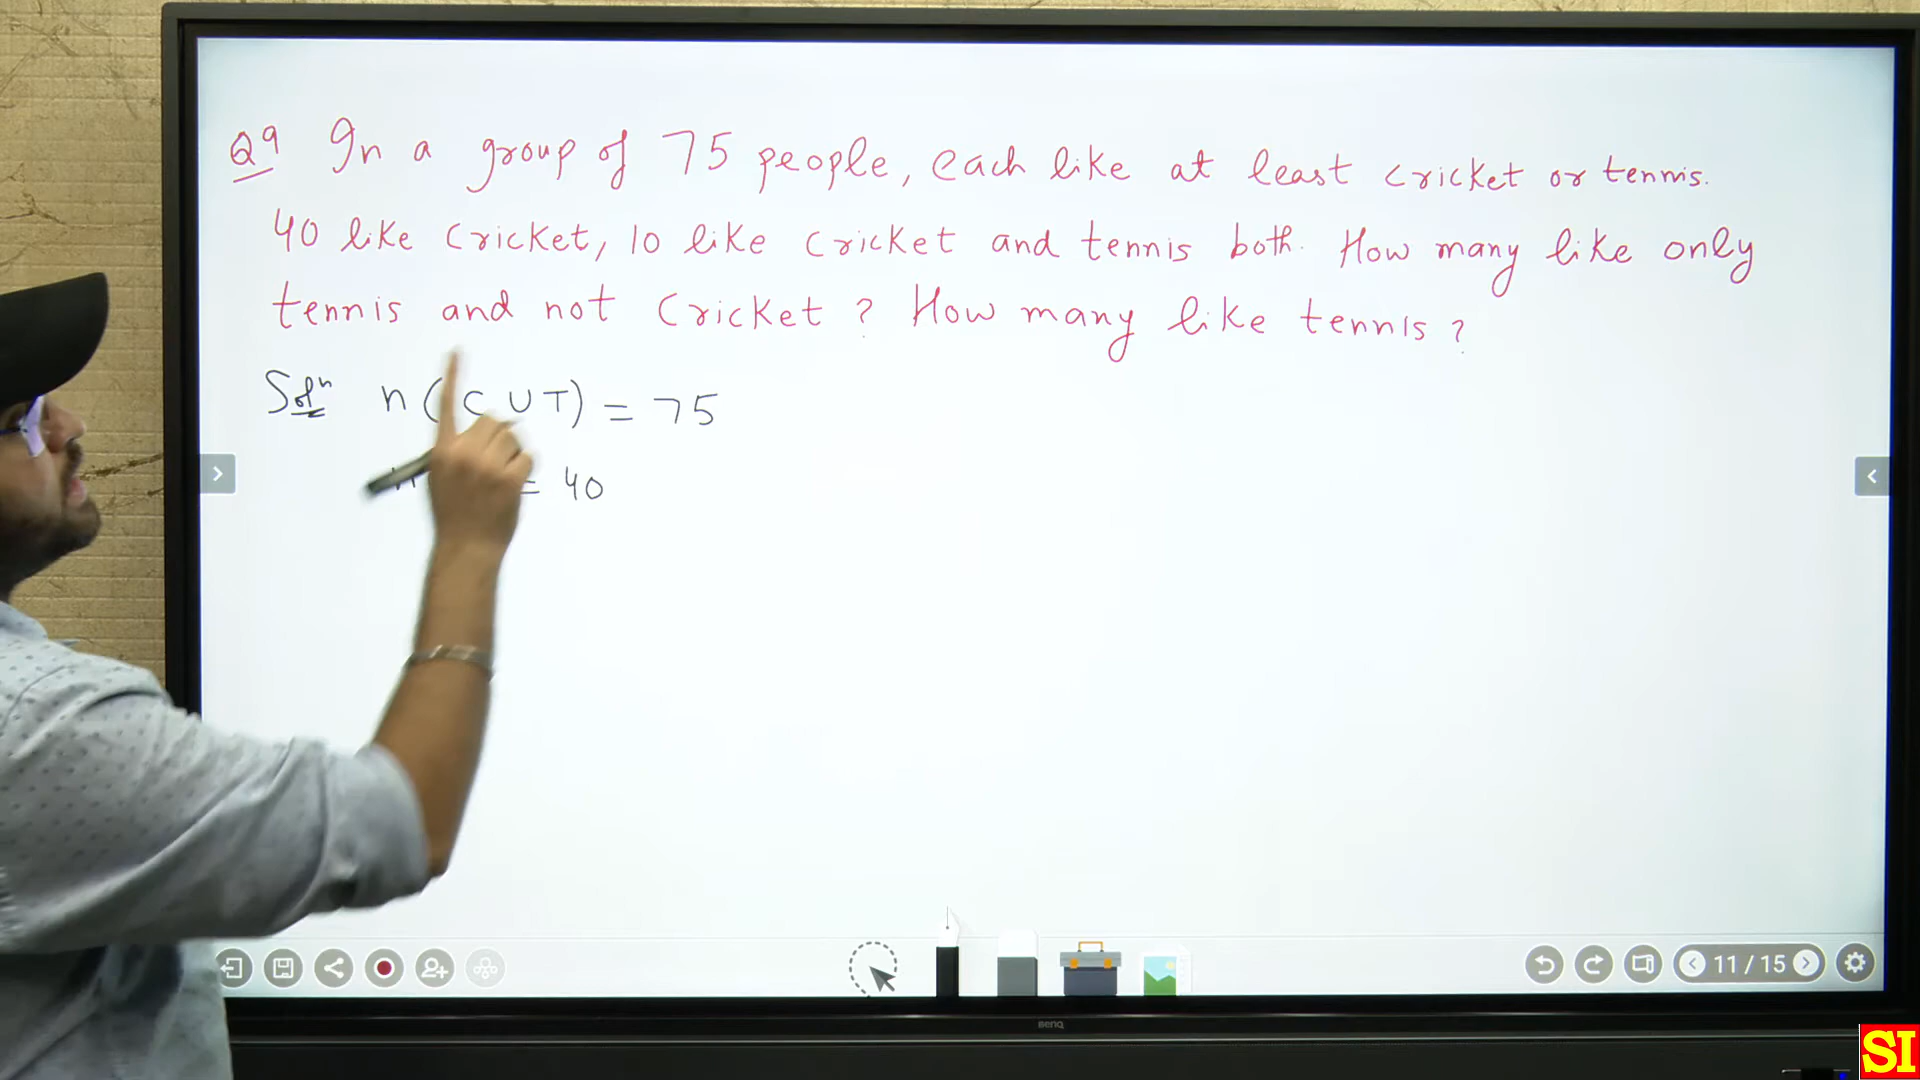 Q9 In a group of 75 people, each like at least cricket or tennis.
40 like cricket, 10 like cricket and tennis both. How many like only
tennis and not cricket ? How many like tennis ?
Solⁿ n(C∪T) = 75
= 40
11/15
BenQ
SI